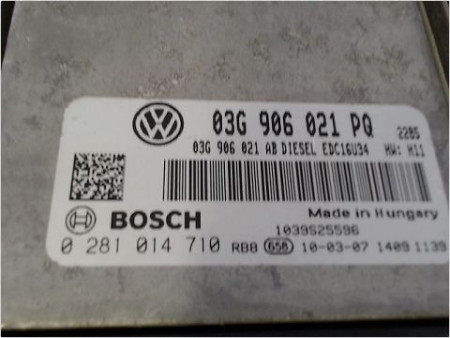 03G 906 021 PQ 2285
03G 906 021 AB DIESEL EDC16U34 HW: H11
BOSCH Made in Hungary
1039S25596
0 281 014 710 RBB GSB 10-03-07 1409 1139